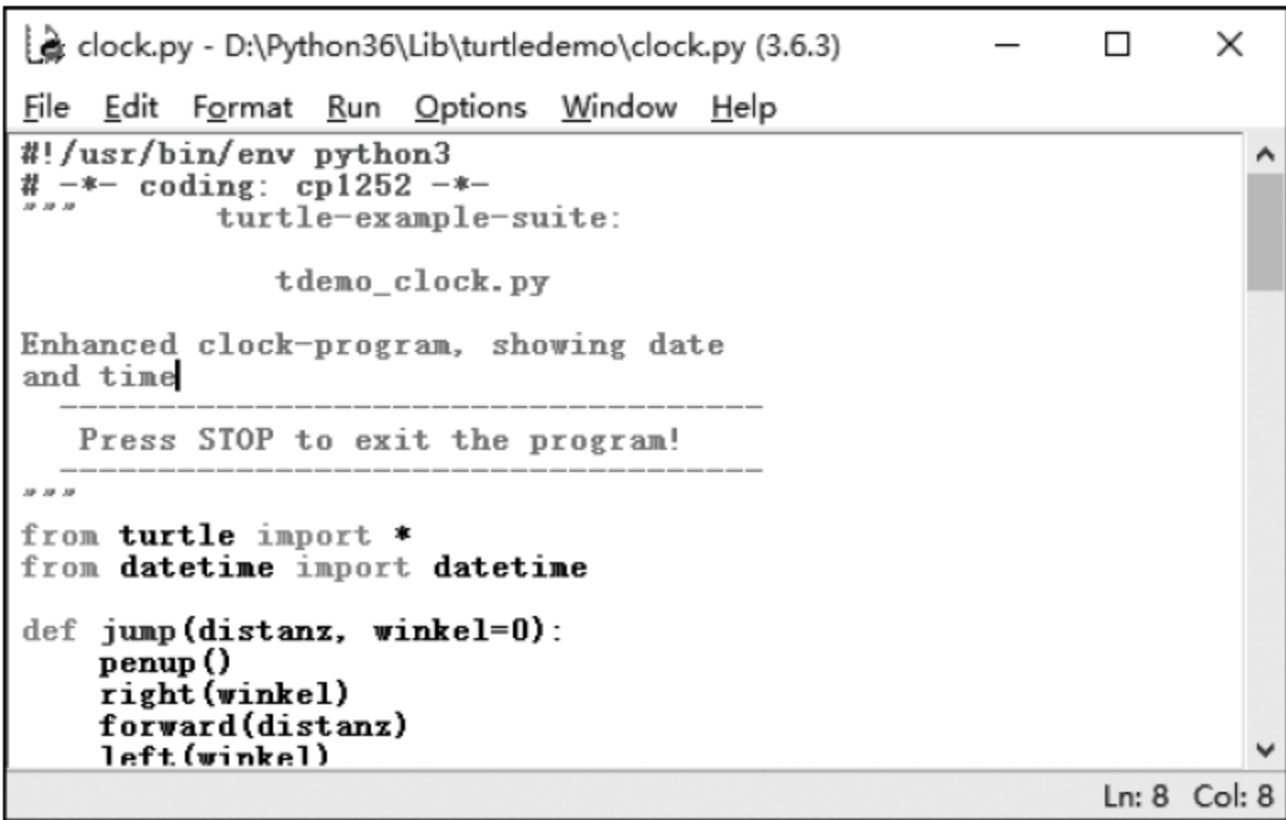 clock.py - D:\Python36\Lib\turtledemo\clock.py (3.6.3)
File Edit Format Run Options Window Help
#!/usr/bin/env python3
# -*- coding: cp1252 -*-
"""       turtle-example-suite:
             tdemo_clock.py
Enhanced clock-program, showing date
and time
  ------------------------------------
   Press STOP to exit the program!
  ------------------------------------
"""
from turtle import *
from datetime import datetime
def jump(distanz, winkel=0):
    penup()
    right(winkel)
    forward(distanz)
    left(winkel)
Ln: 8 Col: 8